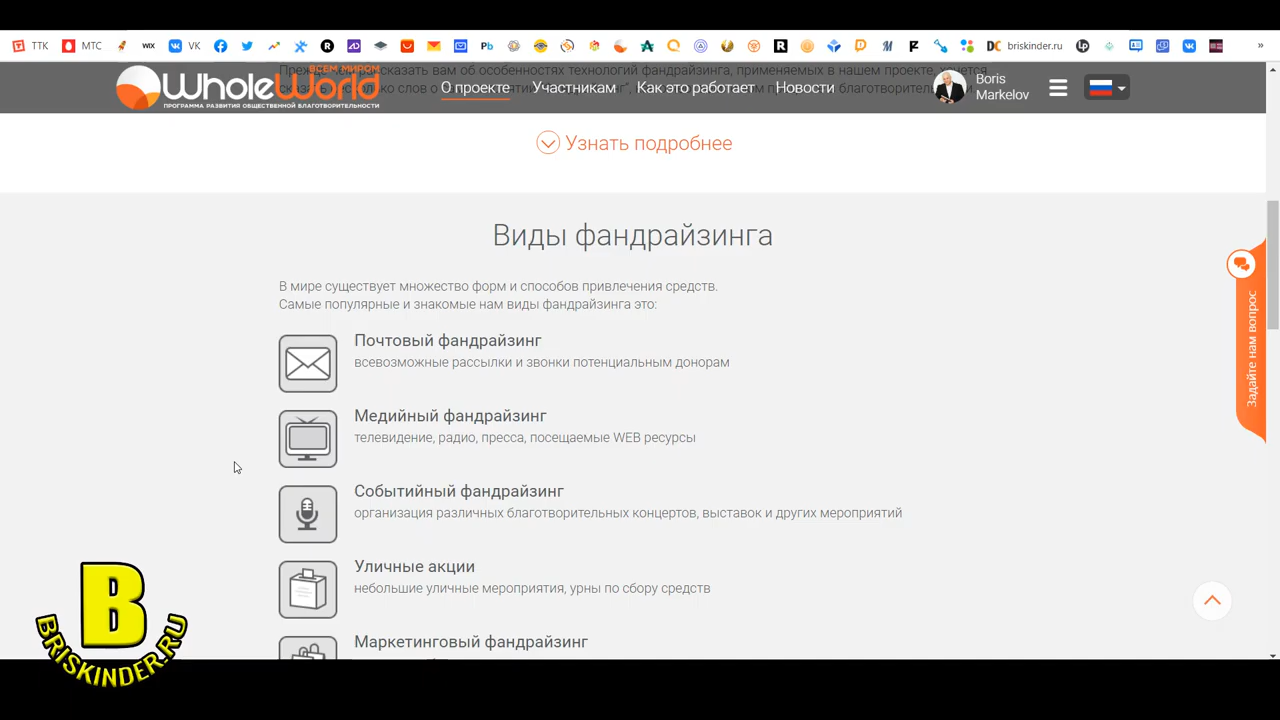 ТТК МТС WIX VK Pb briskinder.ru LP »
ВСЕМ МИРОМ
WholeWorld
ПРОГРАММА РАЗВИТИЯ ОБЩЕСТВЕННОЙ БЛАГОТВОРИТЕЛЬНОСТИ
О проекте Участникам Как это работает Новости
Boris
Markelov
Узнать подробнее
Виды фандрайзинга
В мире существует множество форм и способов привлечения средств.
Самые популярные и знакомые нам виды фандрайзинга это:
Почтовый фандрайзинг
всевозможные рассылки и звонки потенциальным донорам
Медийный фандрайзинг
телевидение, радио, пресса, посещаемые WEB ресурсы
Событийный фандрайзинг
организация различных благотворительных концертов, выставок и других мероприятий
Уличные акции
небольшие уличные мероприятия, урны по сбору средств
Маркетинговый фандрайзинг
Задайте нам вопрос
B
BRISKINDER.RU